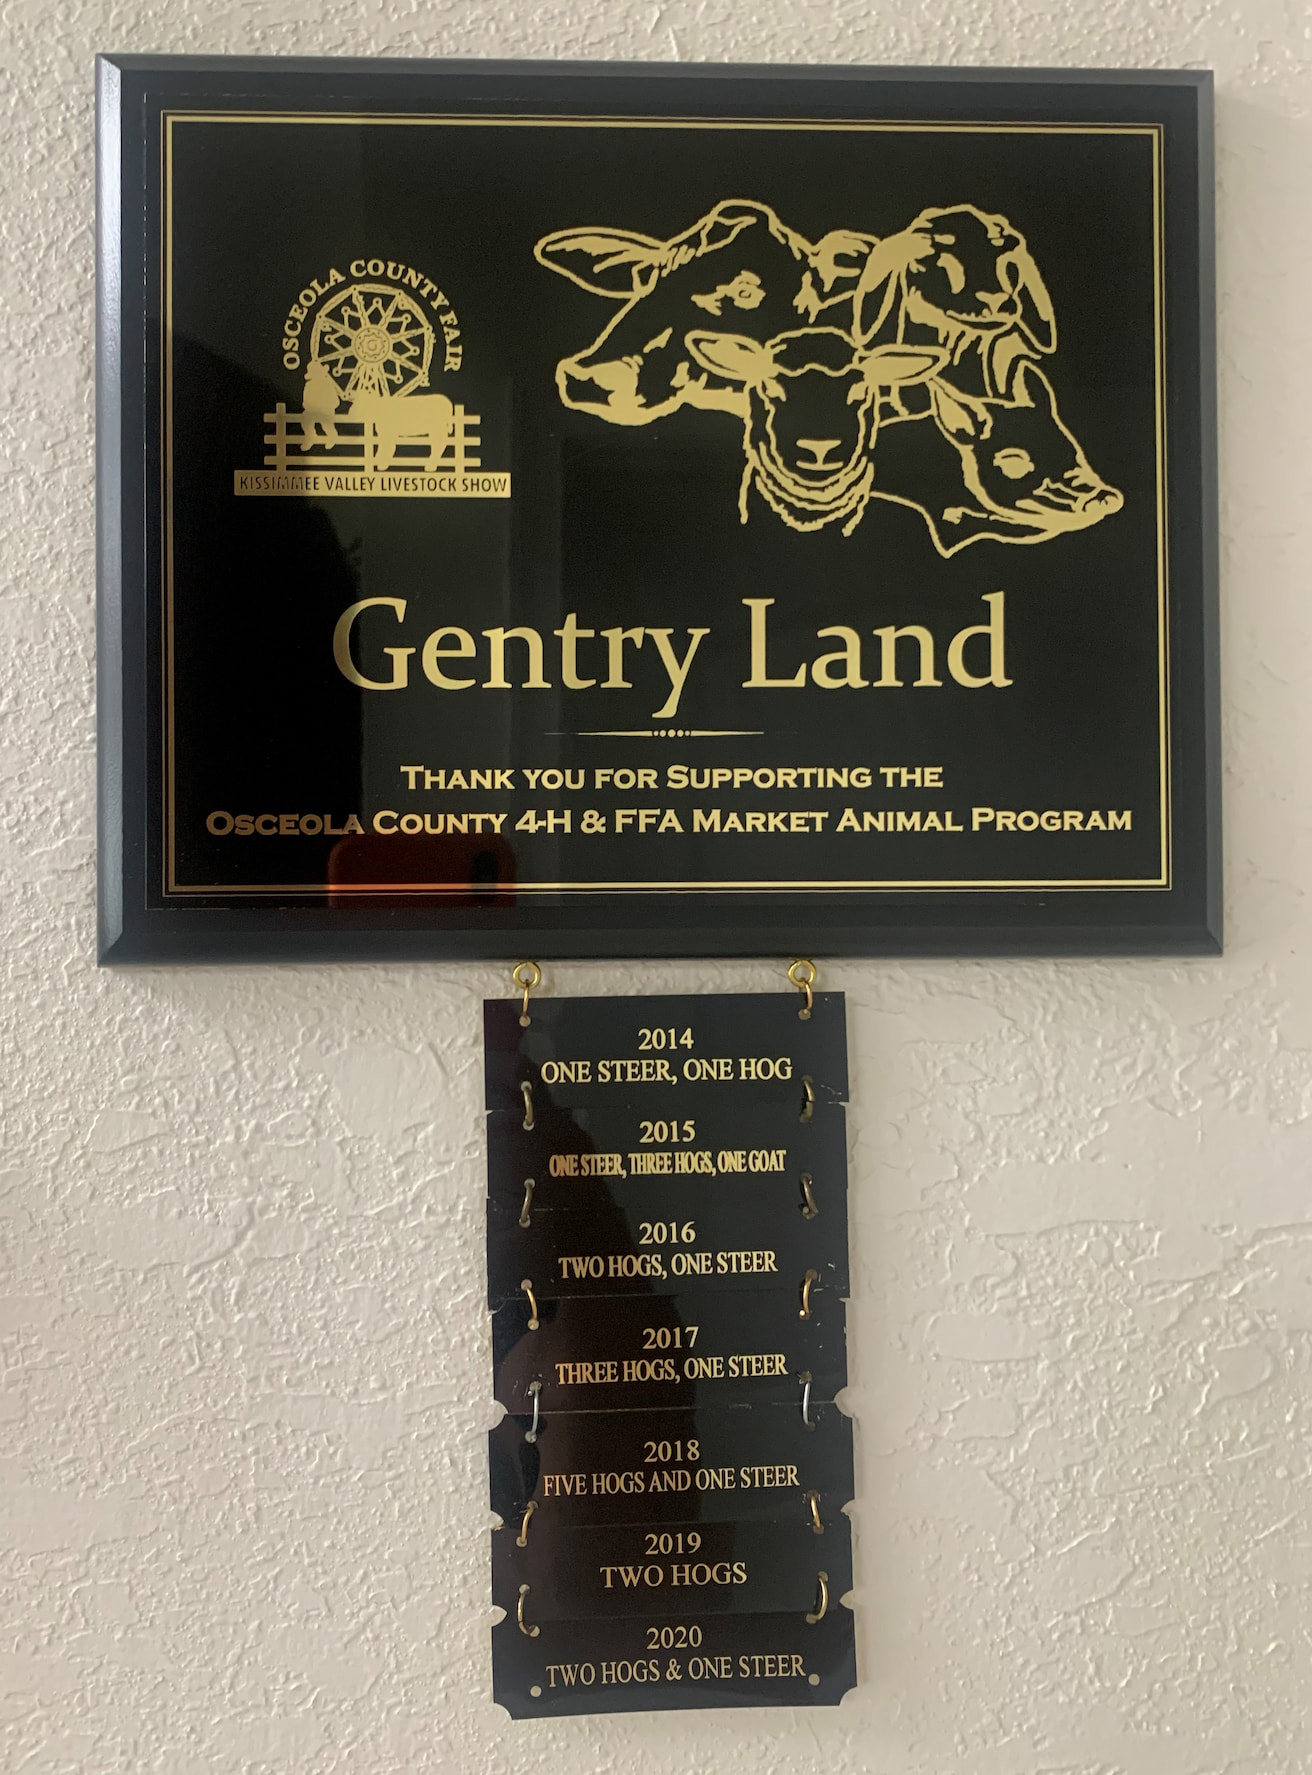 OSCEOLA COUNTY FAIR
KISSIMMEE VALLEY LIVESTOCK SHOW
Gentry Land
THANK YOU FOR SUPPORTING THE
OSCEOLA COUNTY 4-H & FFA MARKET ANIMAL PROGRAM
2014
ONE STEER, ONE HOG
2015
ONE STEER, THREE HOGS, ONE GOAT
2016
TWO HOGS, ONE STEER
2017
THREE HOGS, ONE STEER
2018
FIVE HOGS AND ONE STEER
2019
TWO HOGS
2020
TWO HOGS & ONE STEER